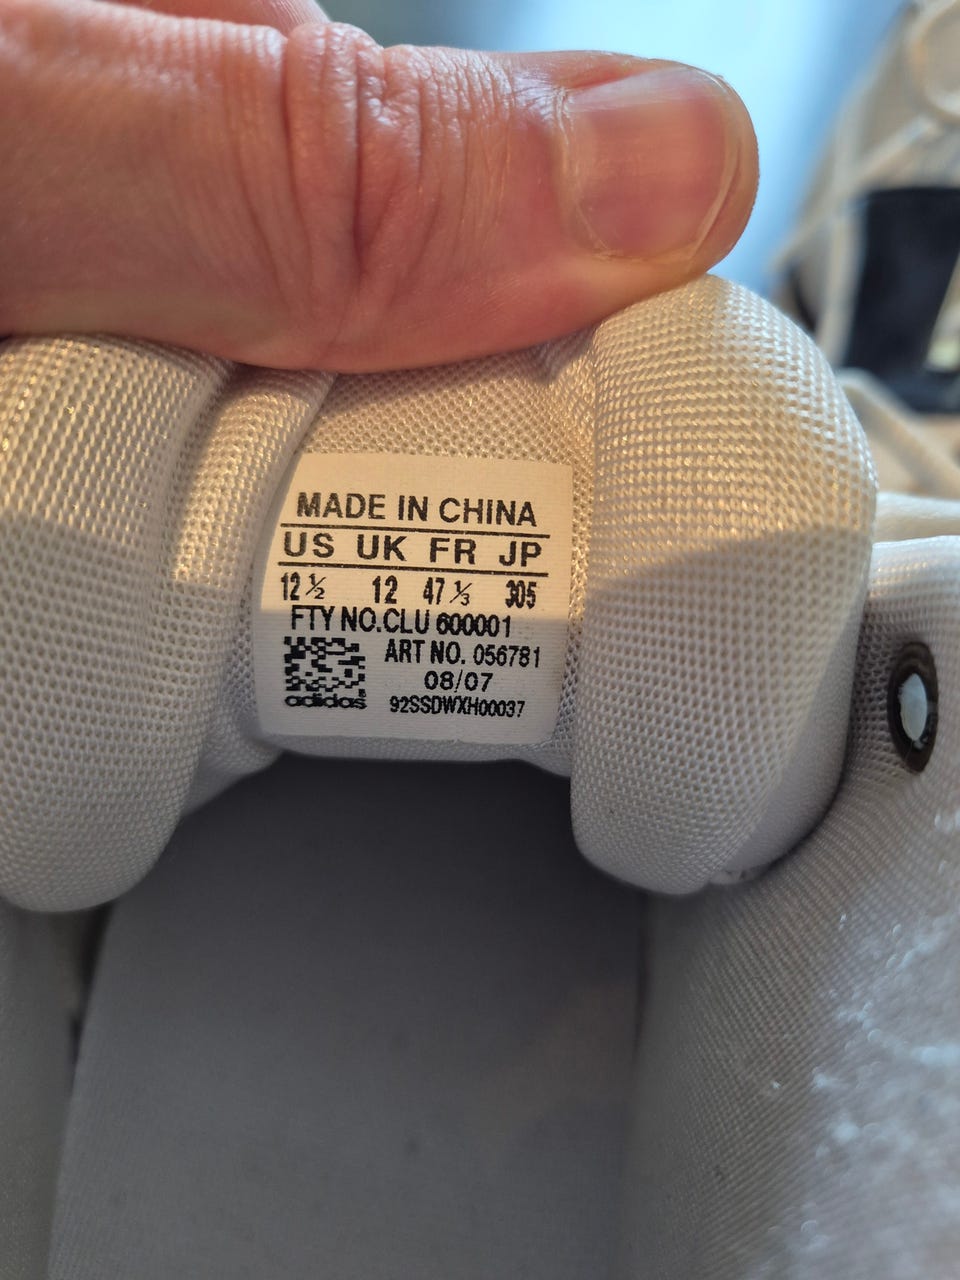 MADE IN CHINA
US UK FR JP
12 ½ 12 47 ⅓ 305
FTY NO.CLU 600001
ART NO. 056781
08/07
adidas 92SSDWXH00037